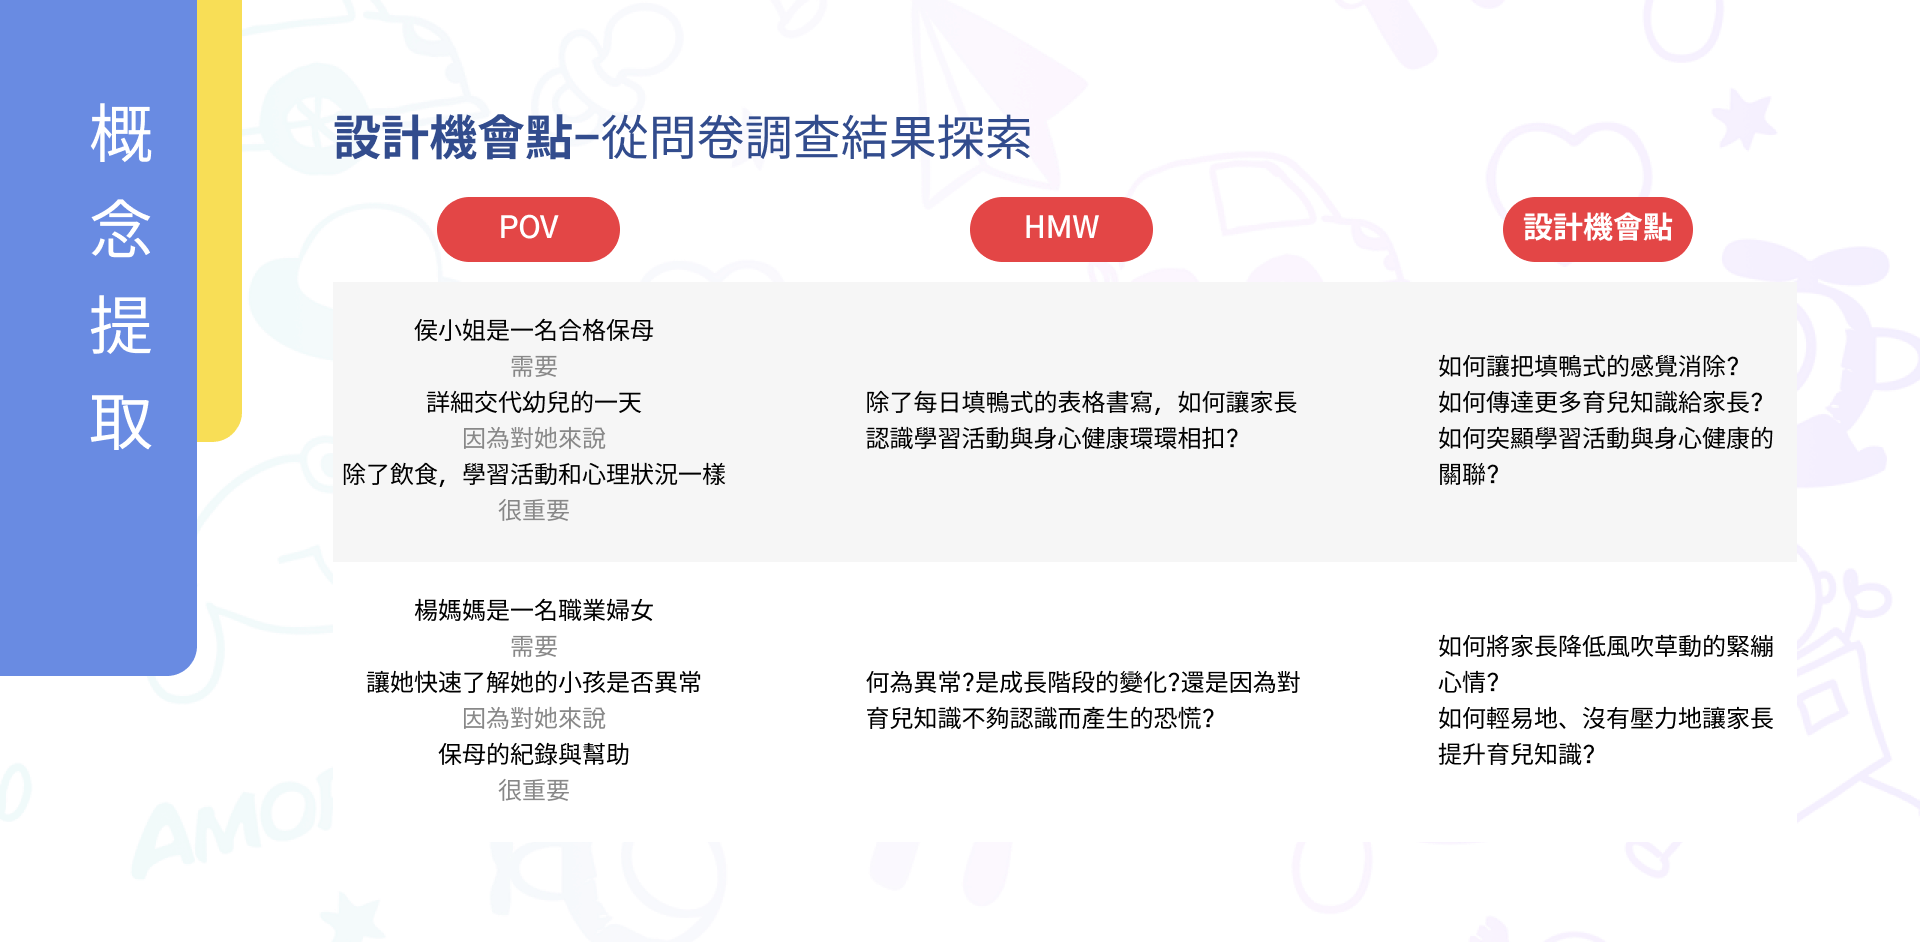 概念提取
設計機會點-從問卷調查結果探索
POV
HMW
設計機會點
侯小姐是一名合格保母
需要
詳細交代幼兒的一天
因為對她來說
除了飲食，學習活動和心理狀況一樣
很重要
除了每日填鴨式的表格書寫，如何讓家長
認識學習活動與身心健康環環相扣？
如何讓把填鴨式的感覺消除？
如何傳達更多育兒知識給家長？
如何突顯學習活動與身心健康的
關聯？
楊媽媽是一名職業婦女
需要
讓她快速了解她的小孩是否異常
因為對她來說
保母的紀錄與幫助
很重要
何為異常?是成長階段的變化?還是因為對
育兒知識不夠認識而產生的恐慌？
如何將家長降低風吹草動的緊繃
心情？
如何輕易地、沒有壓力地讓家長
提升育兒知識？
AMO